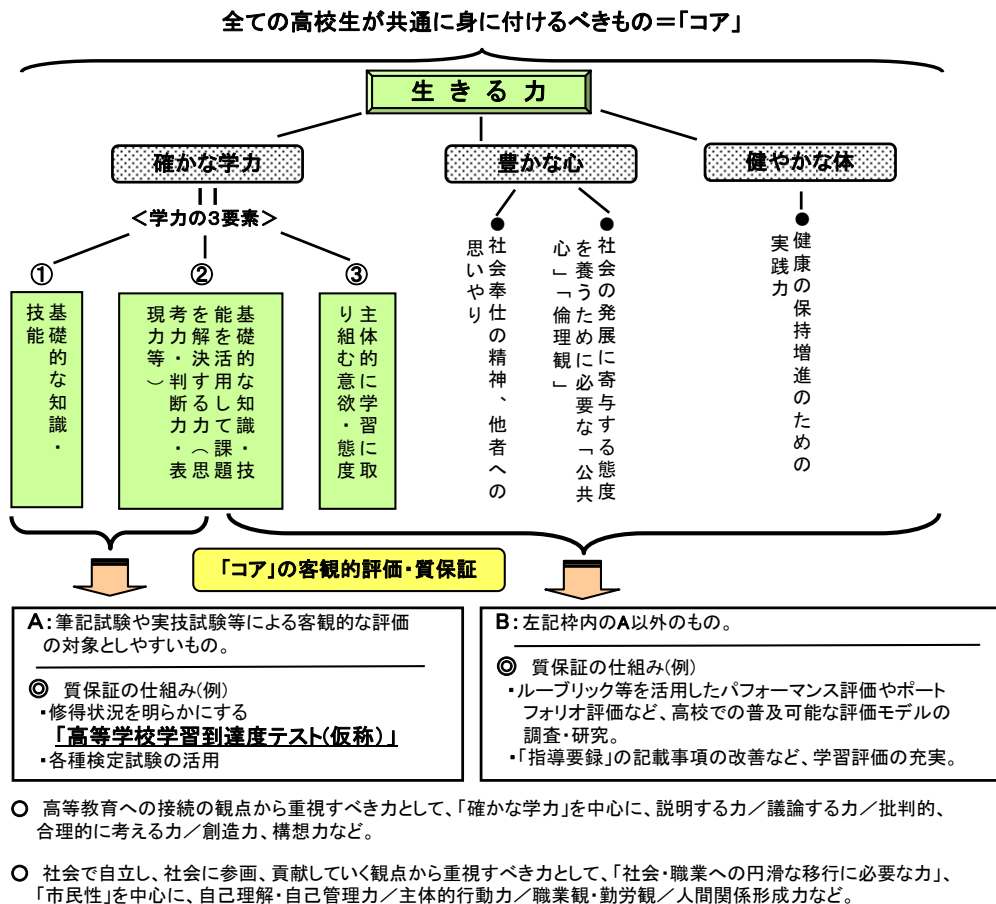 全ての高校生が共通に身に付けるべきもの＝「コア」
生きる力
確かな学力
豊かな心
健やかな体
＜学力の３要素＞
①
②
③
基礎的な知識・
技能
基礎的な知識・技
能を活用して課題
を解決する力（思
考力・判断力・表
現力等）
主体的に学習に取
り組む意欲・態度
●社会奉仕の精神、他者への
思いやり
●社会の発展に寄与する態度
を養うために必要な「公共
心」「倫理観」
●健康の保持増進のための
実践力
「コア」の客観的評価・質保証
A：筆記試験や実技試験等による客観的な評価
の対象としやすいもの。
◎ 質保証の仕組み(例)
・修得状況を明らかにする
「高等学校学習到達度テスト(仮称)」
・各種検定試験の活用
B：左記枠内のA以外のもの。
◎ 質保証の仕組み(例)
・ルーブリック等を活用したパフォーマンス評価やポート
フォリオ評価など、高校での普及可能な評価モデルの
調査・研究。
・「指導要録」の記載事項の改善など、学習評価の充実。
○ 高等教育への接続の観点から重視すべき力として、「確かな学力」を中心に、説明する力／議論する力／批判的、
合理的に考える力／創造力、構想力など。
○ 社会で自立し、社会に参画、貢献していく観点から重視すべき力として、「社会・職業への円滑な移行に必要な力」、
「市民性」を中心に、自己理解・自己管理力／主体的行動力／職業観・勤労観／人間関係形成力など。